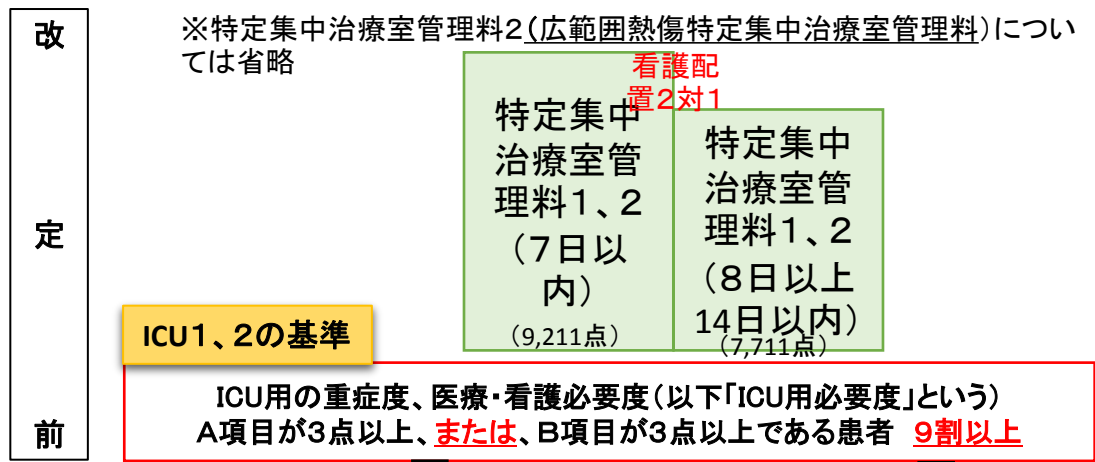 改
定
前
※特定集中治療室管理料２(広範囲熱傷特定集中治療室管理料)につい
ては省略
看護配
置２対１
特定集中
治療室管
理料１、２
（７日以
内）
（9,211点）
特定集中
治療室管
理料１、２
（８日以上
14日以内）
（7,711点）
ICU１、２の基準
ICU用の重症度、医療・看護必要度（以下「ICU用必要度」という）
A項目が３点以上、または、B項目が３点以上である患者　９割以上